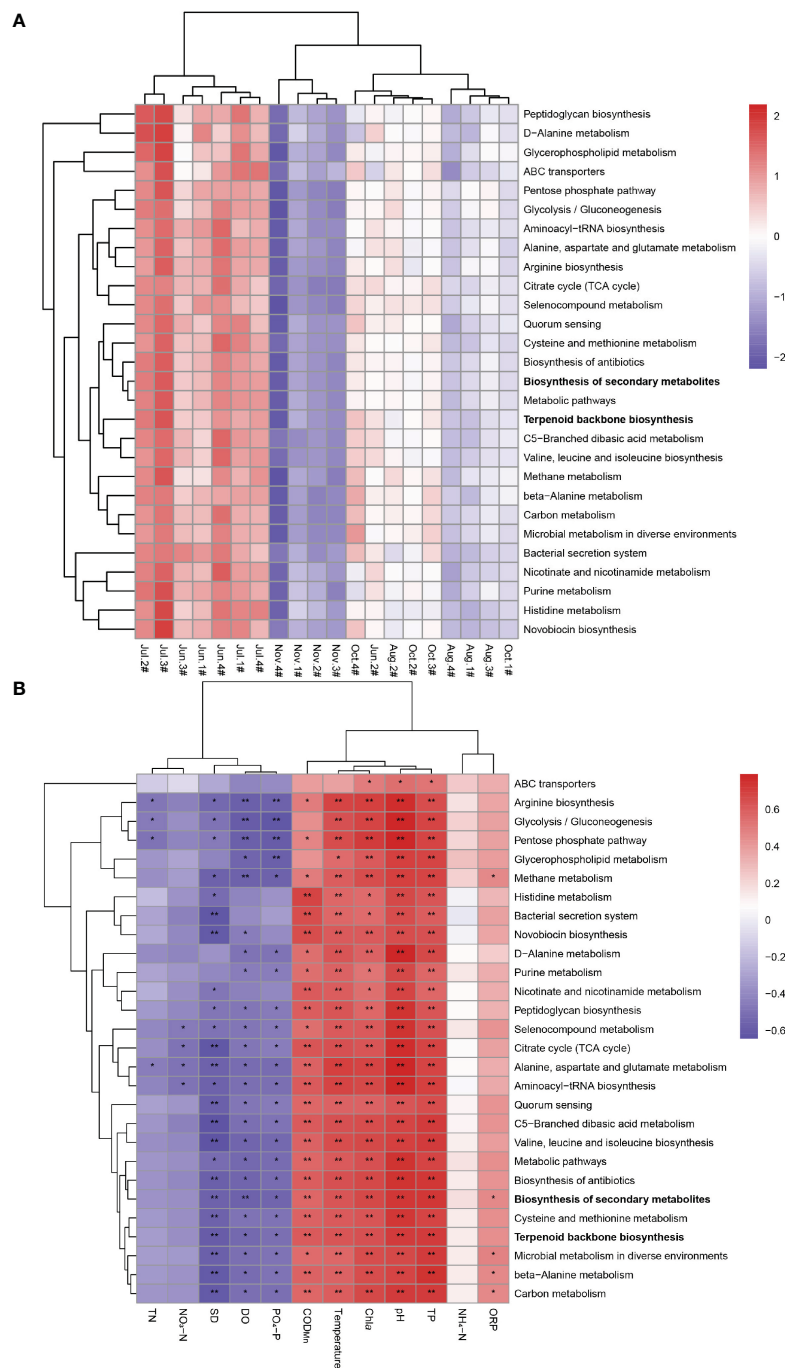 A
Peptidoglycan biosynthesis
D−Alanine metabolism
Glycerophospholipid metabolism
ABC transporters
Pentose phosphate pathway
Glycolysis / Gluconeogenesis
Aminoacyl−tRNA biosynthesis
Alanine, aspartate and glutamate metabolism
Arginine biosynthesis
Citrate cycle (TCA cycle)
Selenocompound metabolism
Quorum sensing
Cysteine and methionine metabolism
Biosynthesis of antibiotics
Biosynthesis of secondary metabolites
Metabolic pathways
Terpenoid backbone biosynthesis
C5−Branched dibasic acid metabolism
Valine, leucine and isoleucine biosynthesis
Methane metabolism
beta−Alanine metabolism
Carbon metabolism
Microbial metabolism in diverse environments
Bacterial secretion system
Nicotinate and nicotinamide metabolism
Purine metabolism
Histidine metabolism
Novobiocin biosynthesis
2
1
0
−1
−2
Jul.2# Jul.3# Jun.3# Jun.1# Jun.4# Jul.1# Jul.4# Nov.4# Nov.1# Nov.2# Nov.3# Oct.4# Jun.2# Aug.2# Oct.2# Oct.3# Aug.4# Aug.1# Aug.3# Oct.1#
B
ABC transporters
Arginine biosynthesis
Glycolysis / Gluconeogenesis
Pentose phosphate pathway
Glycerophospholipid metabolism
Methane metabolism
Histidine metabolism
Bacterial secretion system
Novobiocin biosynthesis
D−Alanine metabolism
Purine metabolism
Nicotinate and nicotinamide metabolism
Peptidoglycan biosynthesis
Selenocompound metabolism
Citrate cycle (TCA cycle)
Alanine, aspartate and glutamate metabolism
Aminoacyl−tRNA biosynthesis
Quorum sensing
C5−Branched dibasic acid metabolism
Valine, leucine and isoleucine biosynthesis
Metabolic pathways
Biosynthesis of antibiotics
Biosynthesis of secondary metabolites
Cysteine and methionine metabolism
Terpenoid backbone biosynthesis
Microbial metabolism in diverse environments
beta−Alanine metabolism
Carbon metabolism
0.6
0.4
0.2
0
−0.2
−0.4
−0.6
TN NO₃−N SD DO PO₄−P CODMn Temperature Chla pH TP NH₄−N ORP